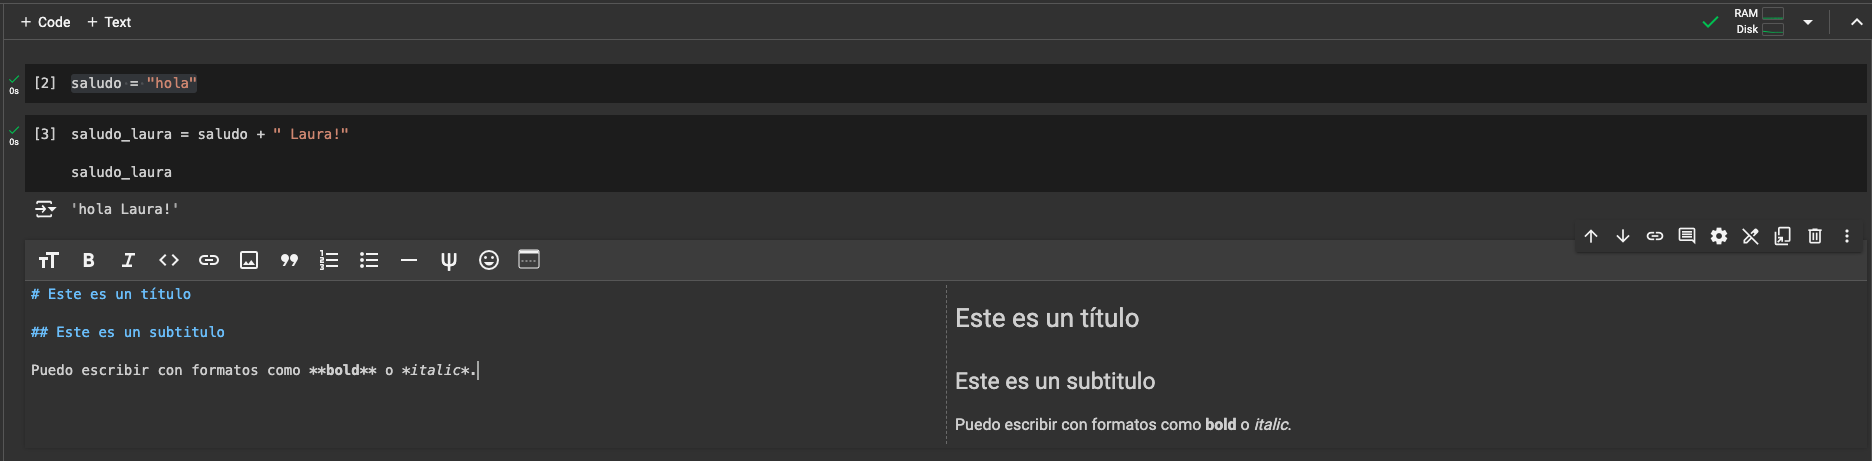 + Code + Text
RAM
Disk
0s
[2] saludo = "hola"
0s
[3] saludo_laura = saludo + " Laura!"
saludo_laura
'hola Laura!'
# Este es un título
## Este es un subtitulo
Puedo escribir con formatos como **bold** o *italic*.
Este es un título
Este es un subtitulo
Puedo escribir con formatos como bold o italic.